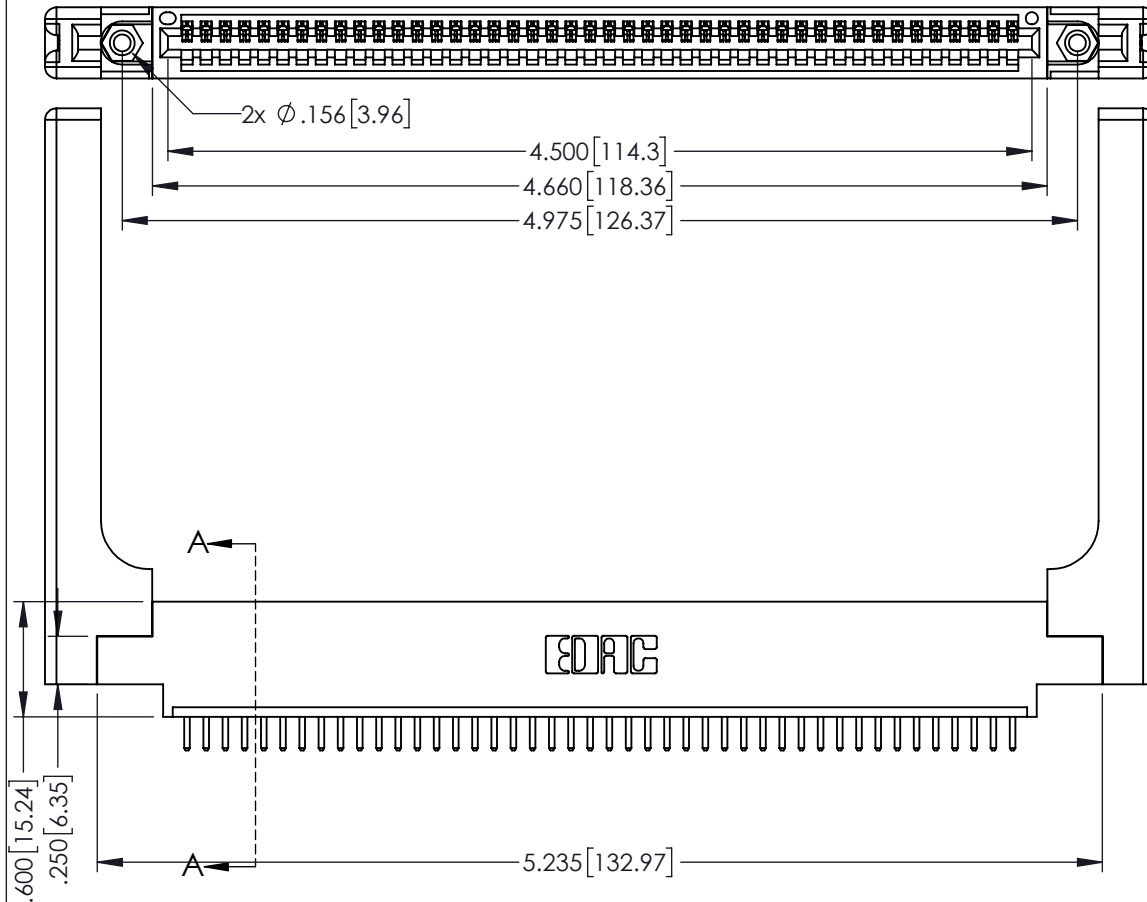 2x Ø.156[3.96]
4.500[114.3]
4.660[118.36]
4.975[126.37]
A
EDAC
.600[15.24]
.250[6.35]
A
5.235[132.97]